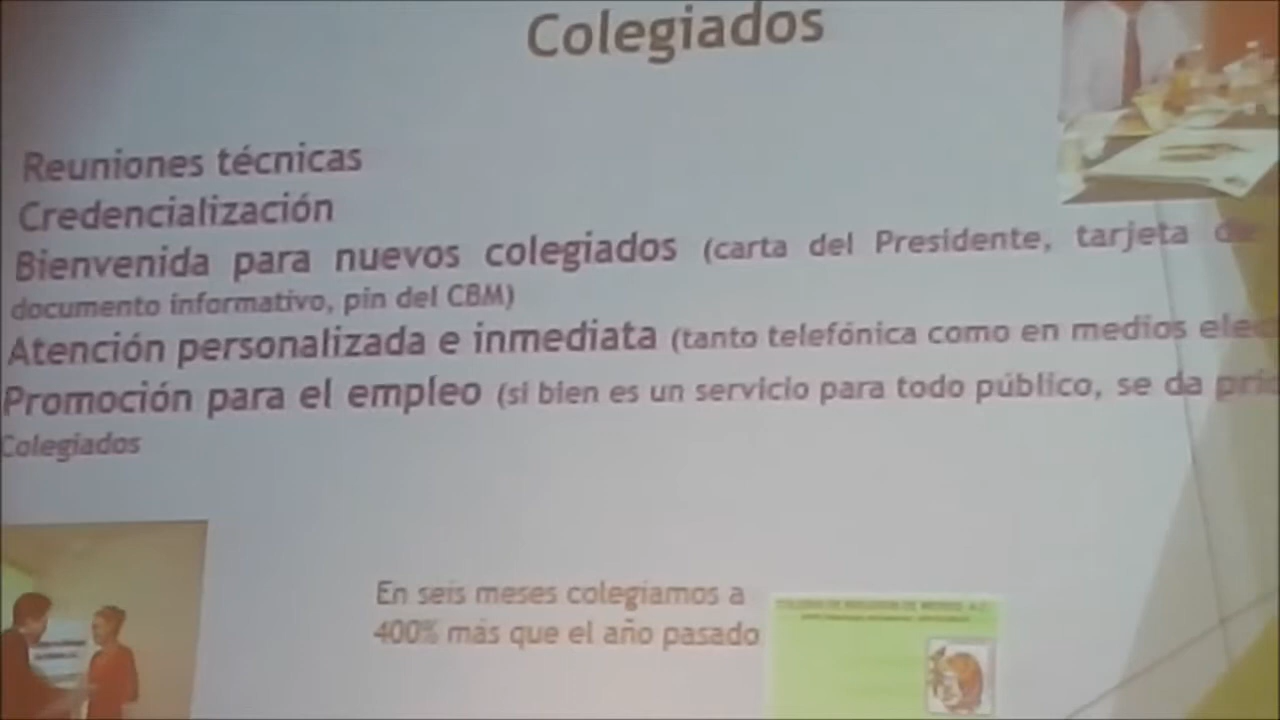 Colegiados
Reuniones técnicas
Credencialización
Bienvenida para nuevos colegiados (carta del Presidente, tarjeta de
documento informativo, pin del CBM)
Atención personalizada e inmediata (tanto telefónica como en medios elec
Promoción para el empleo (si bien es un servicio para todo público, se da prio
Colegiados
En seis meses colegiamos a
400% más que el año pasado